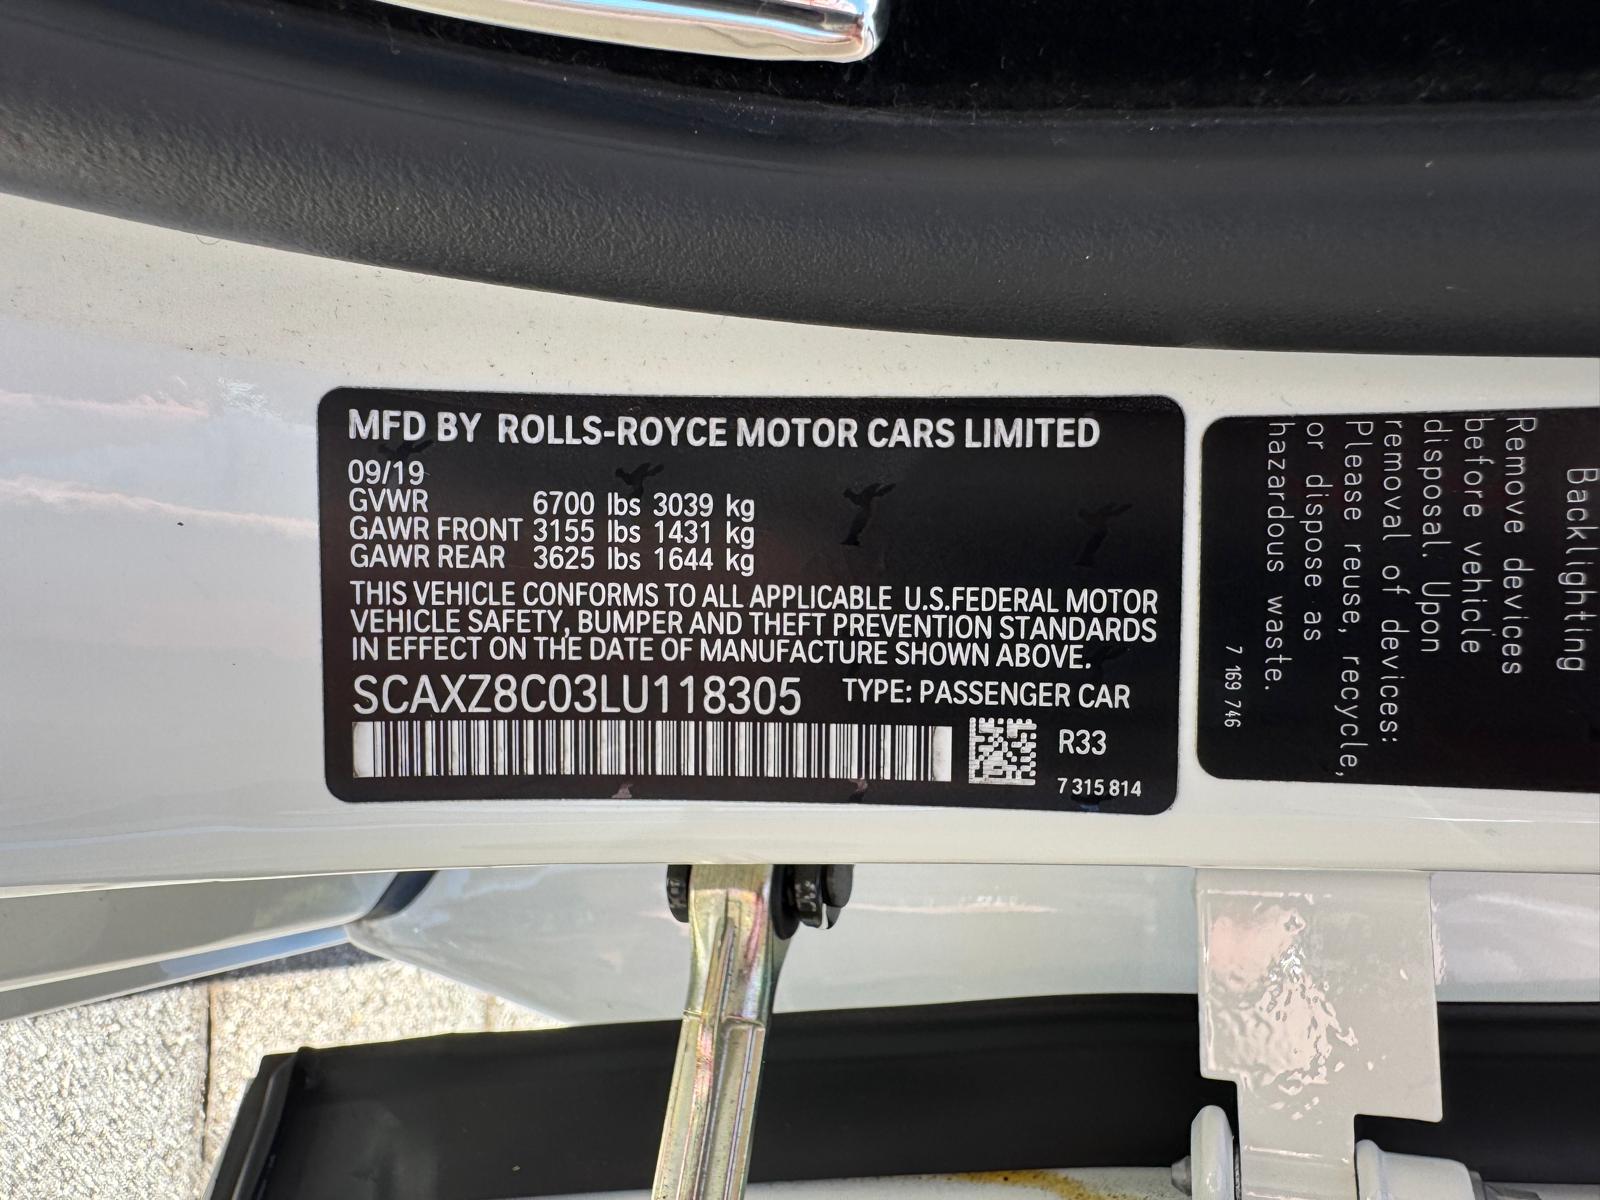 MFD BY ROLLS-ROYCE MOTOR CARS LIMITED
09/19
GVWR 6700 lbs 3039 kg
GAWR FRONT 3155 lbs 1431 kg
GAWR REAR 3625 lbs 1644 kg
THIS VEHICLE CONFORMS TO ALL APPLICABLE U.S.FEDERAL MOTOR
VEHICLE SAFETY, BUMPER AND THEFT PREVENTION STANDARDS
IN EFFECT ON THE DATE OF MANUFACTURE SHOWN ABOVE.
SCAXZ8C03LU118305 TYPE: PASSENGER CAR
R33
7 315 814
Backlighting
Remove devices
before vehicle
disposal. Upon
removal of devices:
Please reuse, recycle,
or dispose as
hazardous waste.
7 169 746